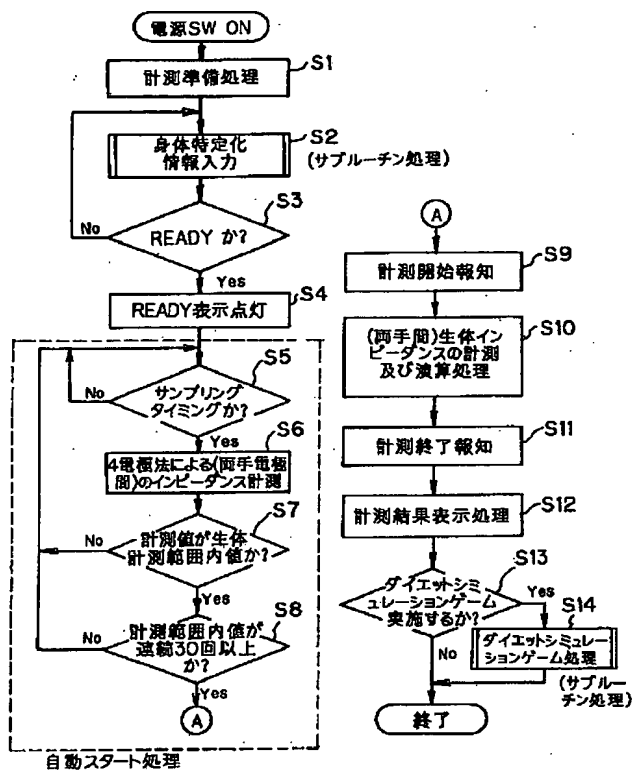 電源SW ON
計測準備処理
S1
身体特定化
情報入力
S2
(サブルーチン処理)
READY か?
S3
No
Yes
READY表示点灯
S4
サンプリング
タイミングか?
S5
No
Yes
4電極法による(両手電極
間)のインピーダンス計測
S6
計測値が生体
計測範囲内値か?
S7
No
Yes
計測範囲内値が
連続30回以上
か?
S8
No
Yes
A
自動スタート処理
A
計測開始報知
S9
(両手間)生体イン
ピーダンスの計測
及び演算処理
S10
計測終了報知
S11
計測結果表示処理
S12
ダイエットシミ
ュレーションゲーム
実施するか?
S13
Yes
No
ダイエットシミュレー
ションゲーム処理
S14
(サブルー
チン処理)
終了